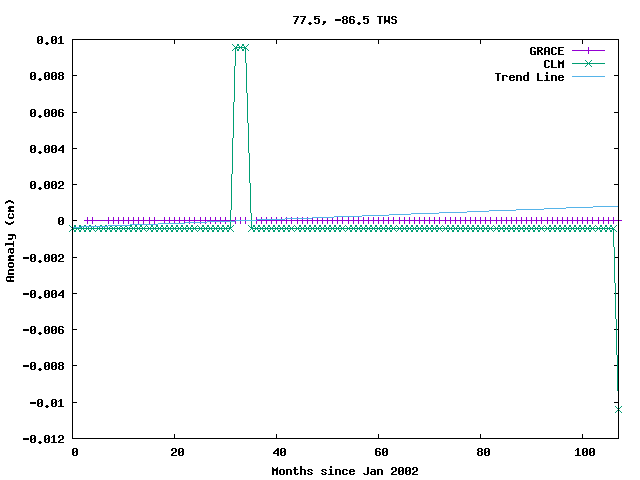 77.5, -86.5 TWS
GRACE
CLM
Trend Line
0.01
0.008
0.006
0.004
0.002
0
-0.002
-0.004
-0.006
-0.008
-0.01
-0.012
Anomaly (cm)
0 20 40 60 80 100
Months since Jan 2002